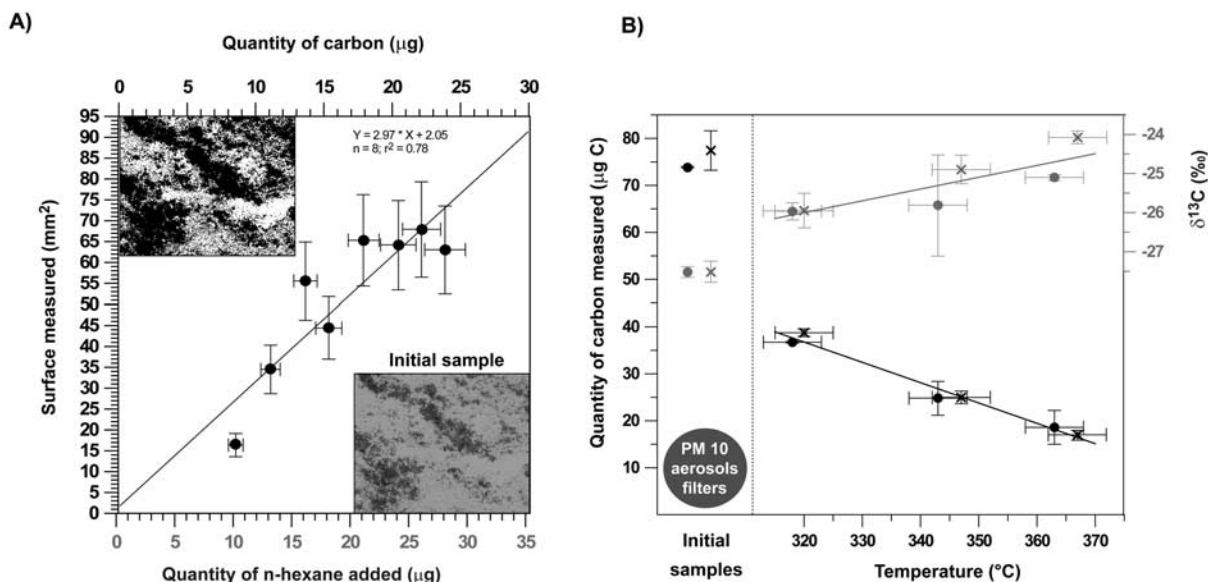 A)
Quantity of carbon (µg)
0 5 10 15 20 25 30
95
90
85
80
75
70
65
60
55
50
45
40
35
30
25
20
15
10
5
0
Surface measured (mm²)
Y = 2.97 * X + 2.05
n = 8; r² = 0.78
Initial sample
0 5 10 15 20 25 30 35
Quantity of n-hexane added (µg)
B)
Quantity of carbon measured (µg C)
80
70
60
50
40
30
20
10
-24
-25
-26
-27
δ¹³C (‰)
PM 10
aerosols
filters
Initial
samples
320 330 340 350 360 370
Temperature (°C)